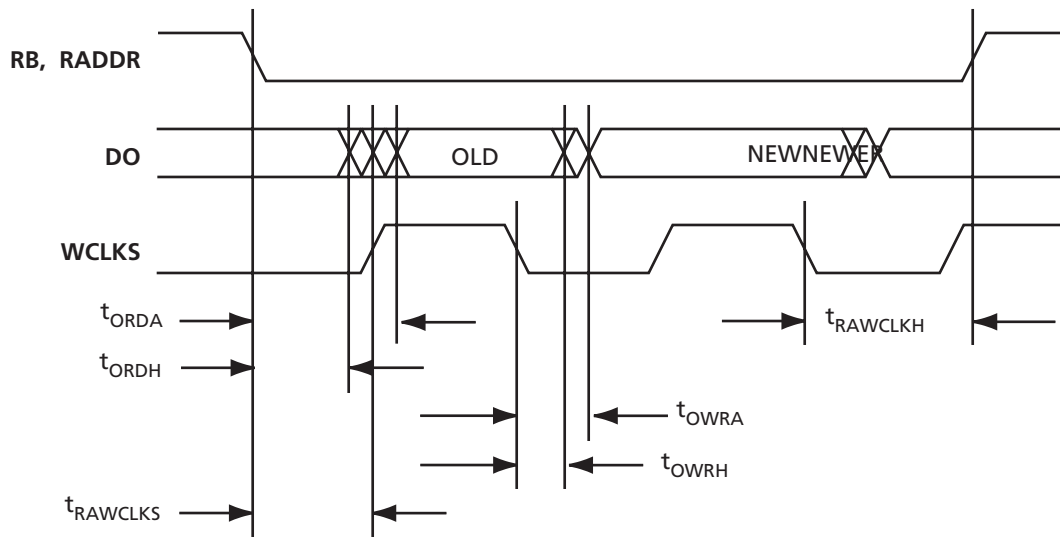 RB, RADDR
DO
OLD
NEWNEWER
WCLKS
tORDA
tRAWCLKH
tORDH
tOWRA
tOWRH
tRAWCLKS